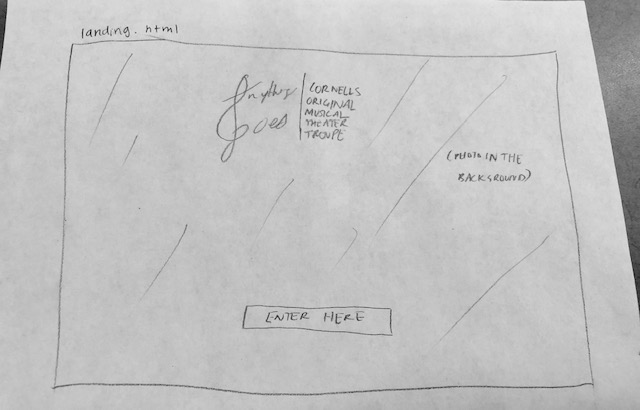 landing.html
Anything
Goes
CORNELLS
ORIGINAL
MUSICAL
THEATER
TROUPE
(PHOTO IN THE
BACKGROUND)
ENTER HERE